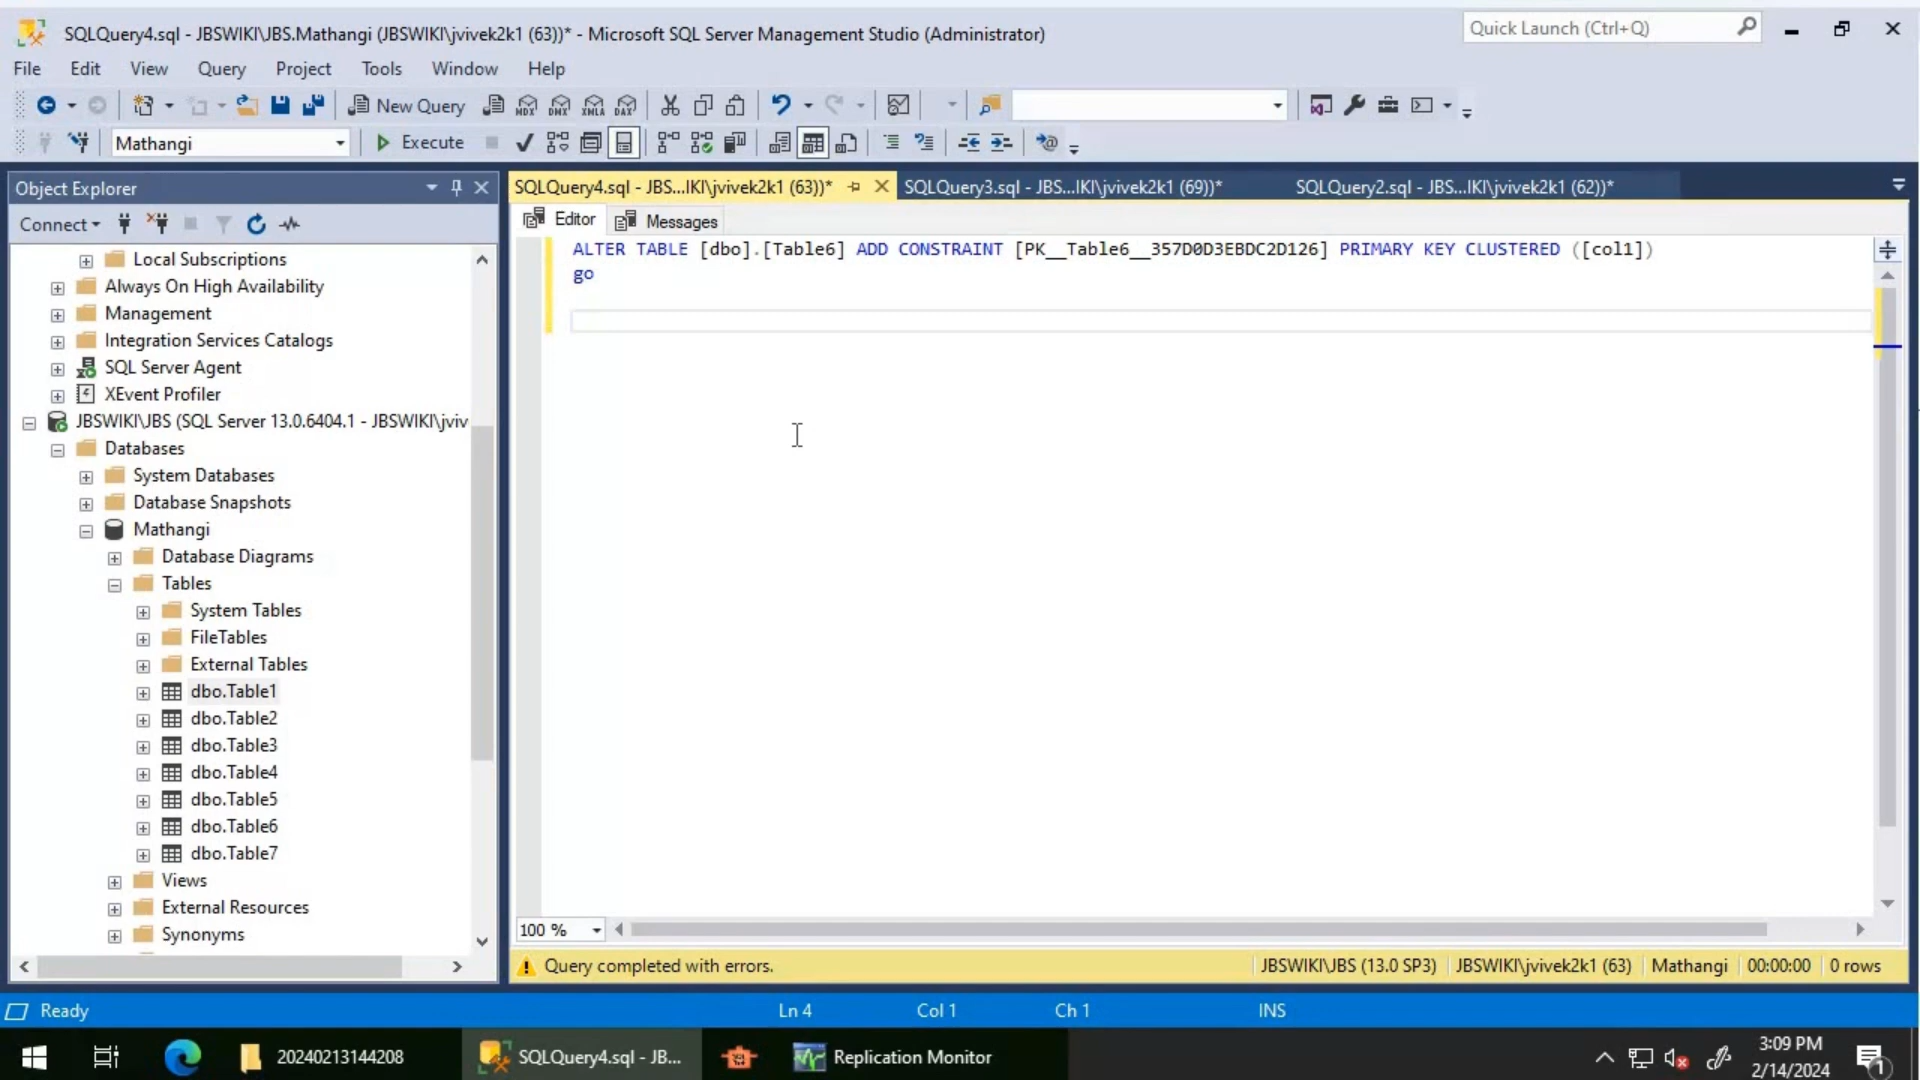 SQLQuery4.sql - JBSWIKI\JBS.Mathangi (JBSWIKI\jvivek2k1 (63))* - Microsoft SQL Server Management Studio (Administrator)
Quick Launch (Ctrl+Q)
File Edit View Query Project Tools Window Help
New Query
MDX DMX XMLA DAX
Mathangi
Execute
Object Explorer
SQLQuery4.sql - JBS...IKI\jvivek2k1 (63))*
SQLQuery3.sql - JBS...IKI\jvivek2k1 (69))*
SQLQuery2.sql - JBS...IKI\jvivek2k1 (62))*
Connect
Editor
Messages
Local Subscriptions
Always On High Availability
Management
Integration Services Catalogs
SQL Server Agent
XEvent Profiler
JBSWIKI\JBS (SQL Server 13.0.6404.1 - JBSWIKI\jviv
Databases
System Databases
Database Snapshots
Mathangi
Database Diagrams
Tables
System Tables
FileTables
External Tables
dbo.Table1
dbo.Table2
dbo.Table3
dbo.Table4
dbo.Table5
dbo.Table6
dbo.Table7
Views
External Resources
Synonyms
ALTER TABLE [dbo].[Table6] ADD CONSTRAINT [PK__Table6__357D0D3EBDC2D126] PRIMARY KEY CLUSTERED ([col1])
go
100 %
Query completed with errors.
JBSWIKI\JBS (13.0 SP3)
JBSWIKI\jvivek2k1 (63)
Mathangi
00:00:00
0 rows
Ready
Ln 4
Col 1
Ch 1
INS
20240213144208
SQLQuery4.sql - JB...
Replication Monitor
3:09 PM
2/14/2024
1